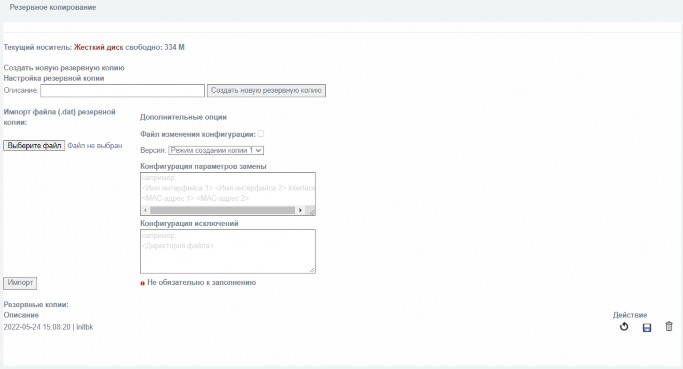 Резервное копирование
Текущий носитель: Жесткий диск свободно: 334 М
Создать новую резервную копию
Настройка резервной копии
Описание: Создать новую резервную копию
Импорт файла (.dat) резервной копии:
Выберите файл Файл не выбран
Дополнительные опции
Файл изменения конфигурации:
Версия: Режим создании копии 1
Конфигурация параметров замены
например:
<Имя интерфейса 1> <Имя интерфейса 2> interface
<MAC-адрес 1> <MAC-адрес 2>
Конфигурация исключений
например:
<Директория файла>
Импорт
Не обязательно к заполнению
Резервные копии:
Описание Действие
2022-05-24 15:08:20 | initbk